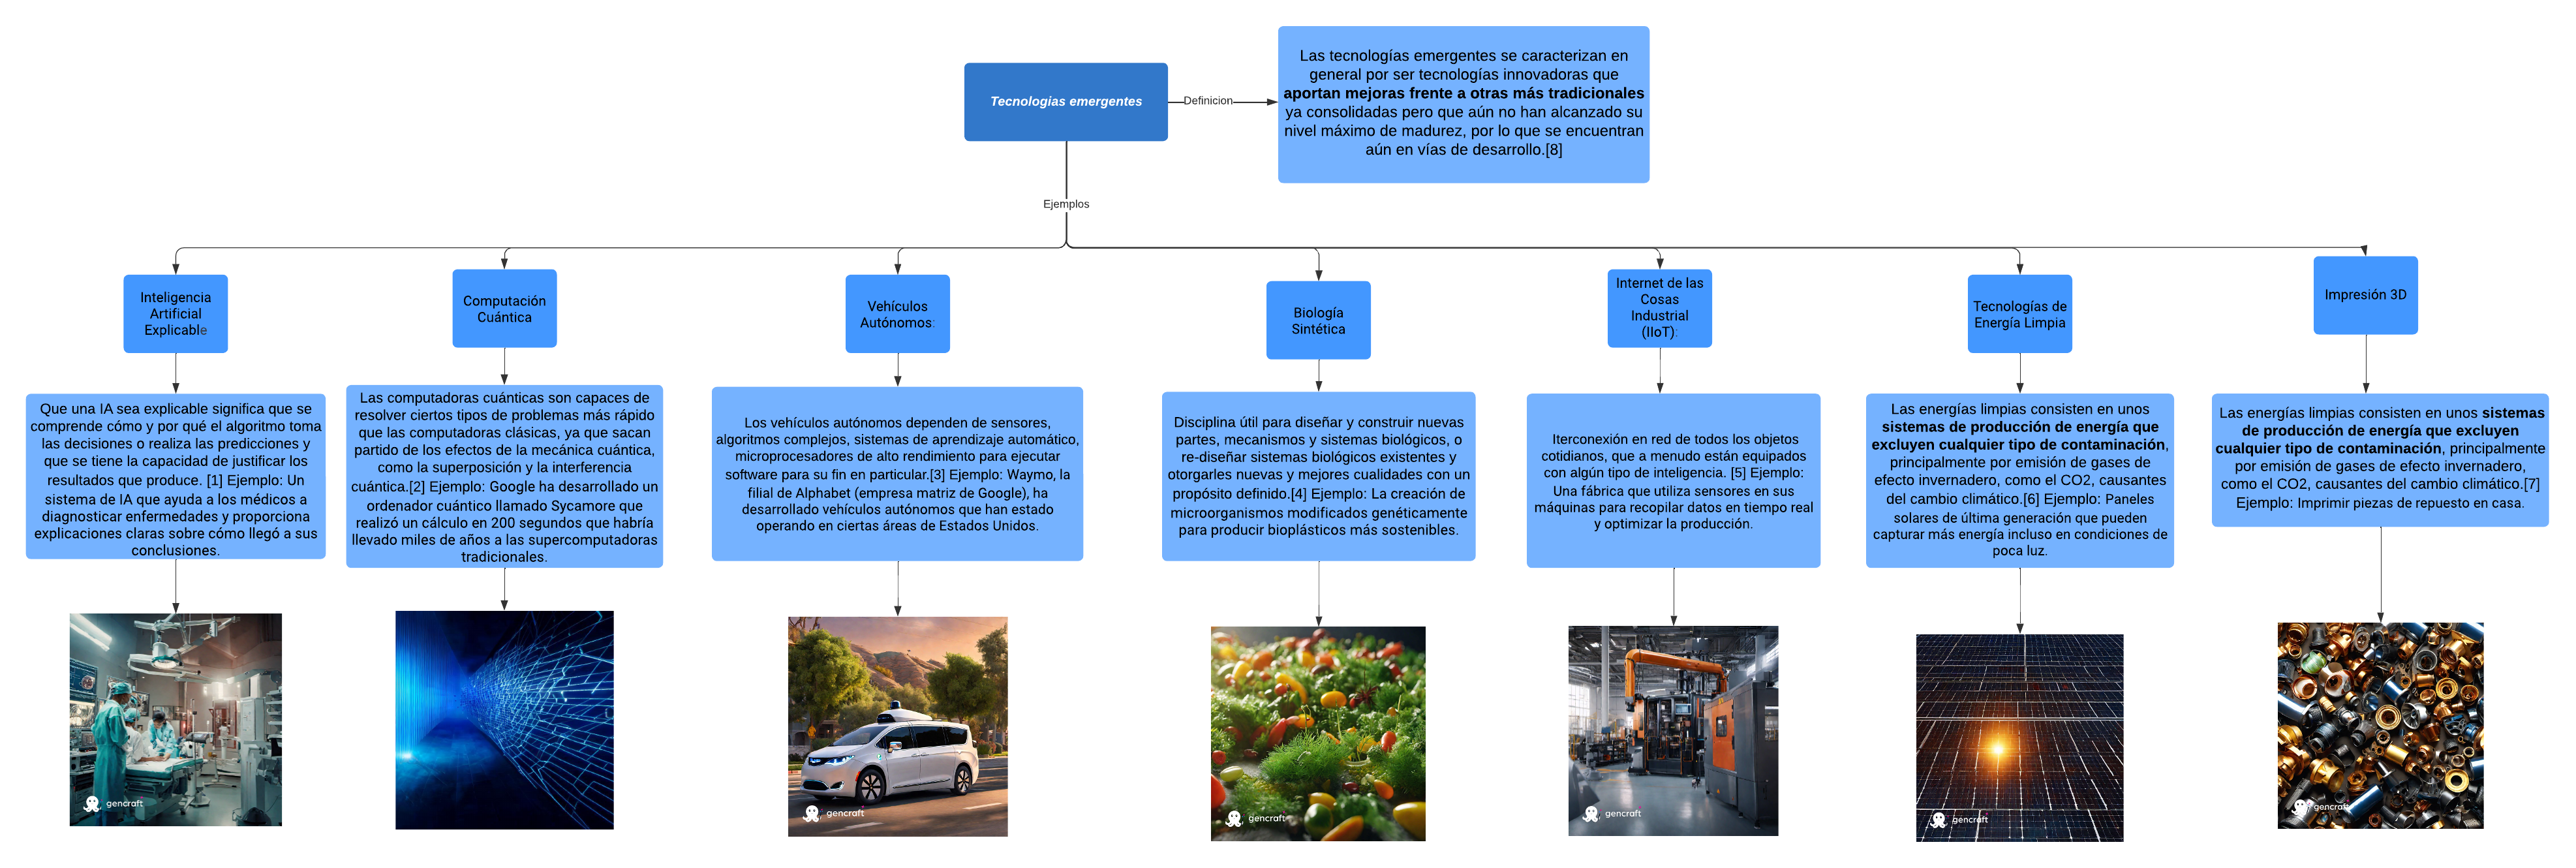 Tecnologias emergentes
Definicion
Las tecnologías emergentes se caracterizan en
general por ser tecnologías innovadoras que
aportan mejoras frente a otras más tradicionales
ya consolidadas pero que aún no han alcanzado su
nivel máximo de madurez, por lo que se encuentran
aún en vías de desarrollo.[8]
Ejemplos
Inteligencia
Artificial
Explicable
Que una IA sea explicable significa que se
comprende cómo y por qué el algoritmo toma
las decisiones o realiza las predicciones y
que se tiene la capacidad de justificar los
resultados que produce. [1] Ejemplo: Un
sistema de IA que ayuda a los médicos a
diagnosticar enfermedades y proporciona
explicaciones claras sobre cómo llegó a sus
conclusiones.
gencraft
Computación
Cuántica
Las computadoras cuánticas son capaces de
resolver ciertos tipos de problemas más rápido
que las computadoras clásicas, ya que sacan
partido de los efectos de la mecánica cuántica,
como la superposición y la interferencia
cuántica.[2] Ejemplo: Google ha desarrollado un
ordenador cuántico llamado Sycamore que
realizó un cálculo en 200 segundos que habría
llevado miles de años a las supercomputadoras
tradicionales.
Vehículos
Autónomos:
Los vehículos autónomos dependen de sensores,
algoritmos complejos, sistemas de aprendizaje automático,
microprocesadores de alto rendimiento para ejecutar
software para su fin en particular.[3] Ejemplo: Waymo, la
filial de Alphabet (empresa matriz de Google), ha
desarrollado vehículos autónomos que han estado
operando en ciertas áreas de Estados Unidos.
gencraft
Biología
Sintética
Disciplina útil para diseñar y construir nuevas
partes, mecanismos y sistemas biológicos, o
re-diseñar sistemas biológicos existentes y
otorgarles nuevas y mejores cualidades con un
propósito definido.[4] Ejemplo: La creación de
microorganismos modificados genéticamente
para producir bioplásticos más sostenibles.
gencraft
Internet de las
Cosas
Industrial
(IIoT):
Iterconexión en red de todos los objetos
cotidianos, que a menudo están equipados
con algún tipo de inteligencia. [5] Ejemplo:
Una fábrica que utiliza sensores en sus
máquinas para recopilar datos en tiempo real
y optimizar la producción.
gencraft
Tecnologías de
Energía Limpia
Las energías limpias consisten en unos
sistemas de producción de energía que
excluyen cualquier tipo de contaminación,
principalmente por emisión de gases de
efecto invernadero, como el CO2, causantes
del cambio climático.[6] Ejemplo: Paneles
solares de última generación que pueden
capturar más energía incluso en condiciones de
poca luz.
gencraft
Impresión 3D
Las energías limpias consisten en unos sistemas
de producción de energía que excluyen
cualquier tipo de contaminación, principalmente
por emisión de gases de efecto invernadero,
como el CO2, causantes del cambio climático.[7]
Ejemplo: Imprimir piezas de repuesto en casa.
gencraft